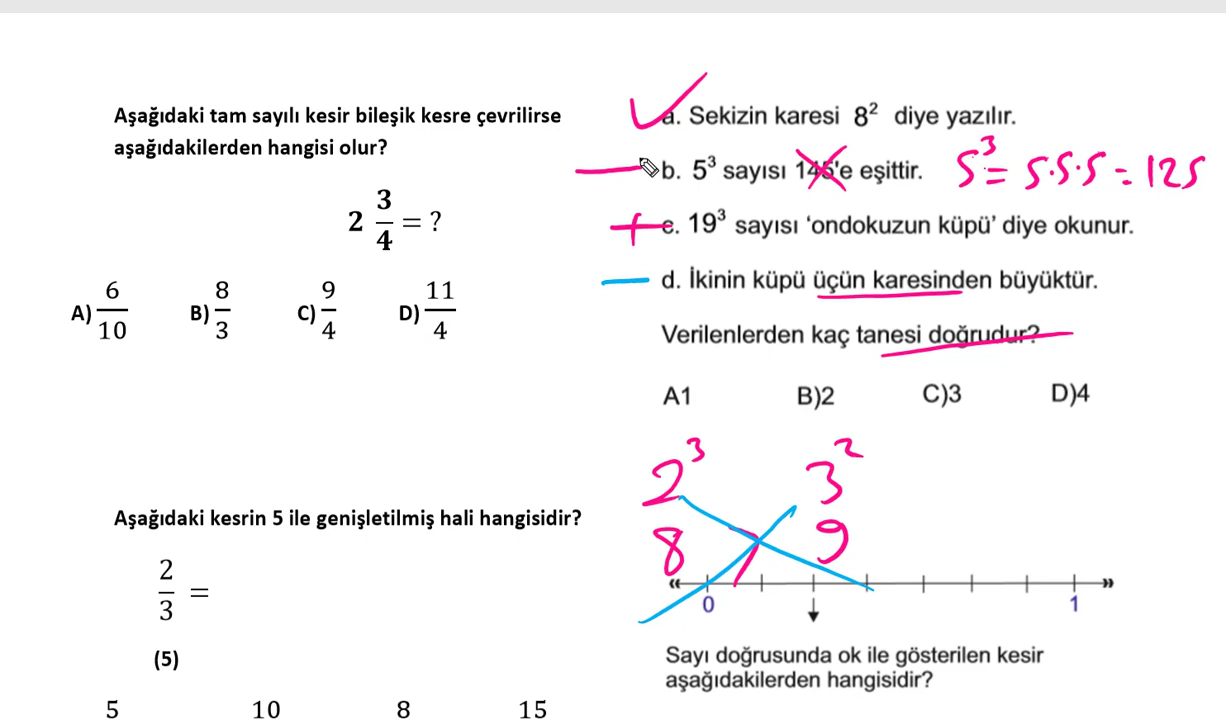 Aşağıdaki tam sayılı kesir bileşik kesre çevrilirse
aşağıdakilerden hangisi olur?
2 3/4 = ?
A) 6/10 B) 8/3 C) 9/4 D) 11/4
Aşağıdaki kesrin 5 ile genişletilmiş hali hangisidir?
2/3 =
(5)
5 10 8 15
a. Sekizin karesi 8² diye yazılır.
b. 5³ sayısı 145'e eşittir. 5³ = 5.5.5 = 125
c. 19³ sayısı ‘ondokuzun küpü’ diye okunur.
d. İkinin küpü üçün karesinden büyüktür.
Verilenlerden kaç tanesi doğrudur?
A1 B)2 C)3 D)4
2³ 3²
8 9
0 1
Sayı doğrusunda ok ile gösterilen kesir
aşağıdakilerden hangisidir?